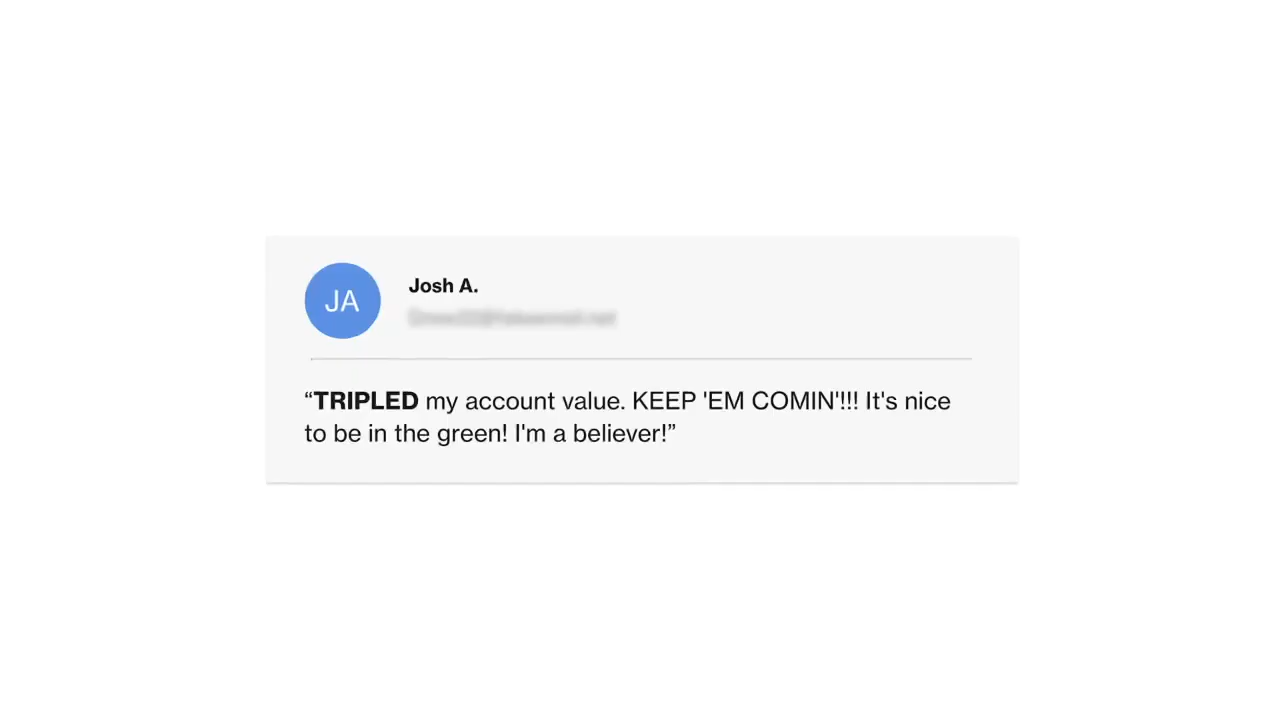 JA
Josh A.
“TRIPLED my account value. KEEP 'EM COMIN'!!! It's nice
to be in the green! I'm a believer!”